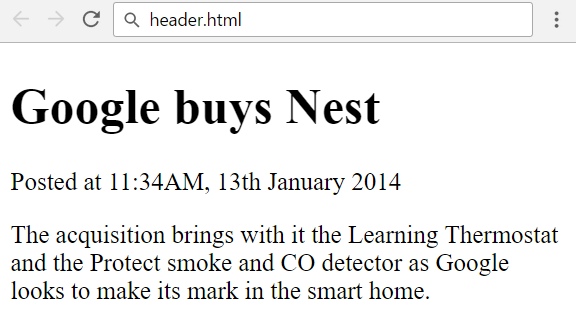 header.html
Google buys Nest
Posted at 11:34AM, 13th January 2014
The acquisition brings with it the Learning Thermostat
and the Protect smoke and CO detector as Google
looks to make its mark in the smart home.